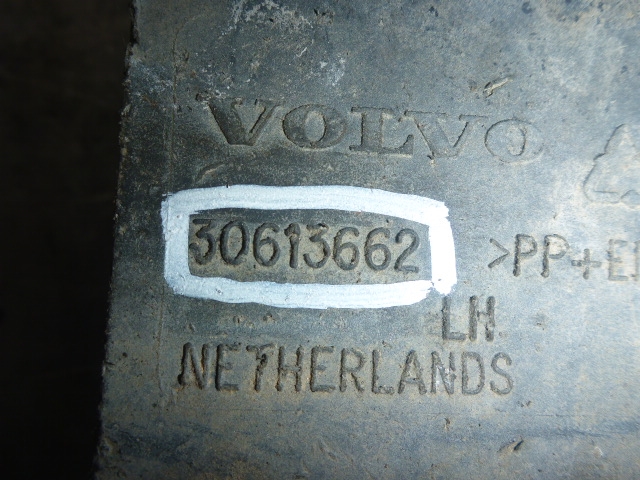 VOLVO
30613662 >PP+E
LH
NETHERLANDS